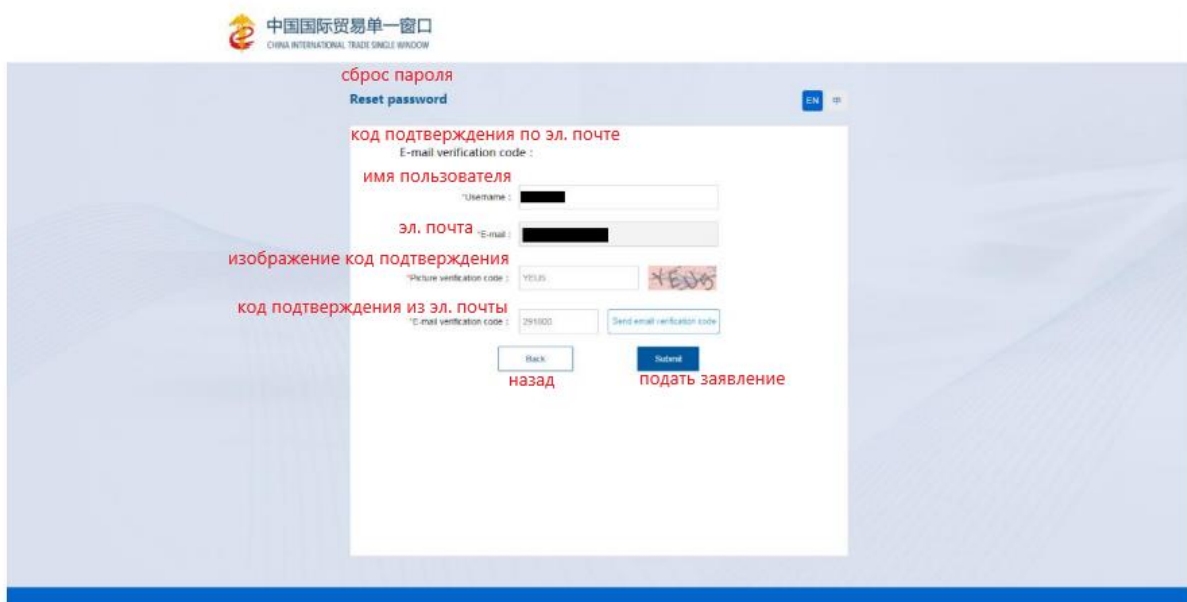 中国国际贸易单一窗口
CHINA INTERNATIONAL TRADE SINGLE WINDOW
сброс пароля
Reset password
EN 中
код подтверждения по эл. почте
E-mail verification code :
имя пользователя
*Username :
эл. почта
*E-mail :
изображение код подтверждения
*Picture verification code :
код подтверждения из эл. почты
*E-mail verification code :
Send email verification code
Back
Submit
назад
подать заявление